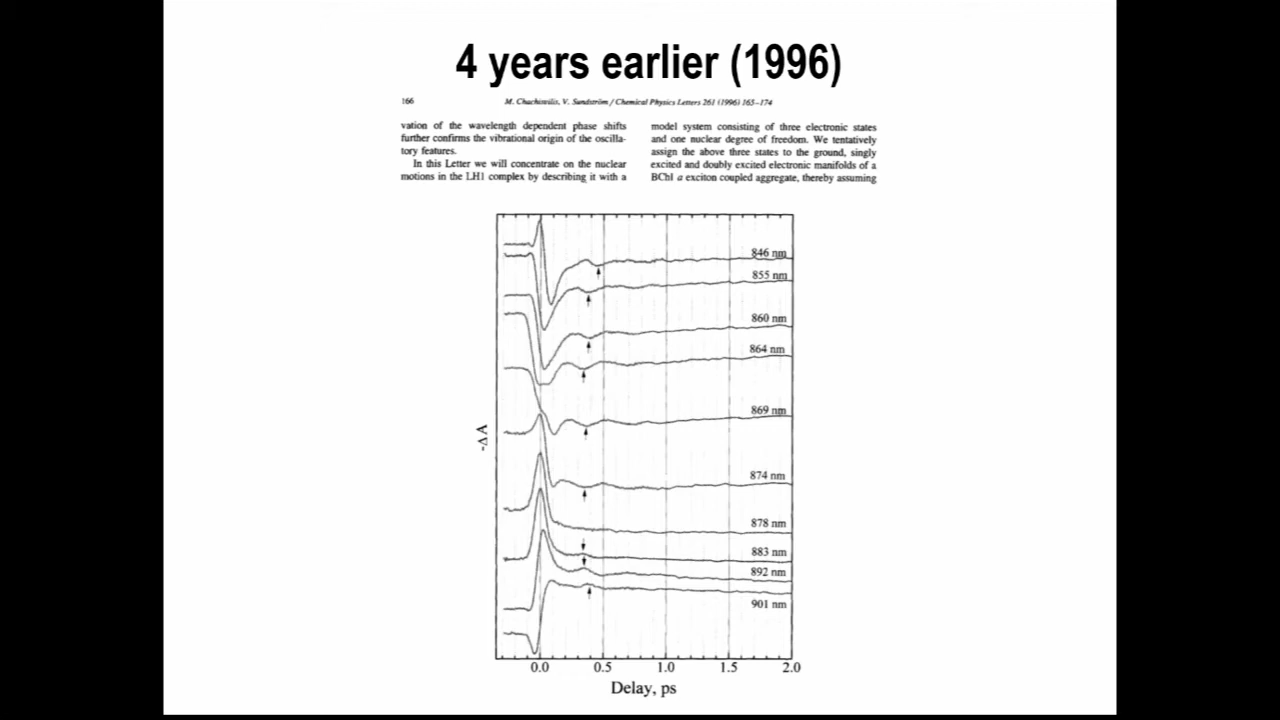 4 years earlier (1996)
166
M. Chachisvilis, V. Sundström / Chemical Physics Letters 261 (1996) 165–174
vation of the wavelength dependent phase shifts
further confirms the vibrational origin of the oscilla-
tory features.
In this Letter we will concentrate on the nuclear
motions in the LH1 complex by describing it with a
model system consisting of three electronic states
and one nuclear degree of freedom. We tentatively
assign the above three states to the ground, singly
excited and doubly excited electronic manifolds of a
BChl a exciton coupled aggregate, thereby assuming
846 nm
855 nm
860 nm
864 nm
869 nm
874 nm
878 nm
883 nm
892 nm
901 nm
-ΔA
0.0 0.5 1.0 1.5 2.0
Delay, ps